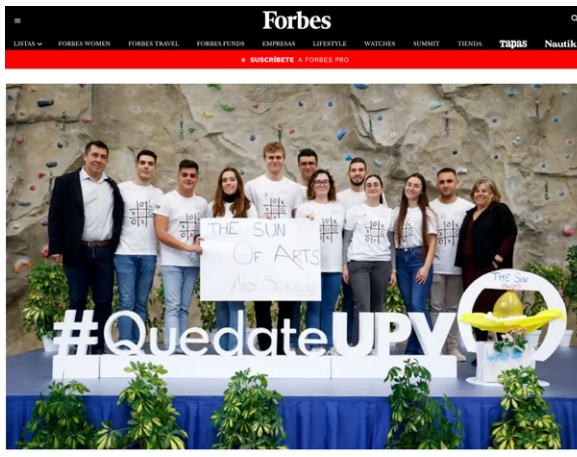 Forbes
LISTAS FORBES WOMEN FORBES TRAVEL FORBES FUNDS EMPRESAS LIFESTYLE WATCHES SUMMIT TIENDA TAPAS Nautik
SUSCRÍBETE A FORBES PRO
THE SUN
OF ARTS
AND SCIENCES
THE SUN
#QuedateUPV